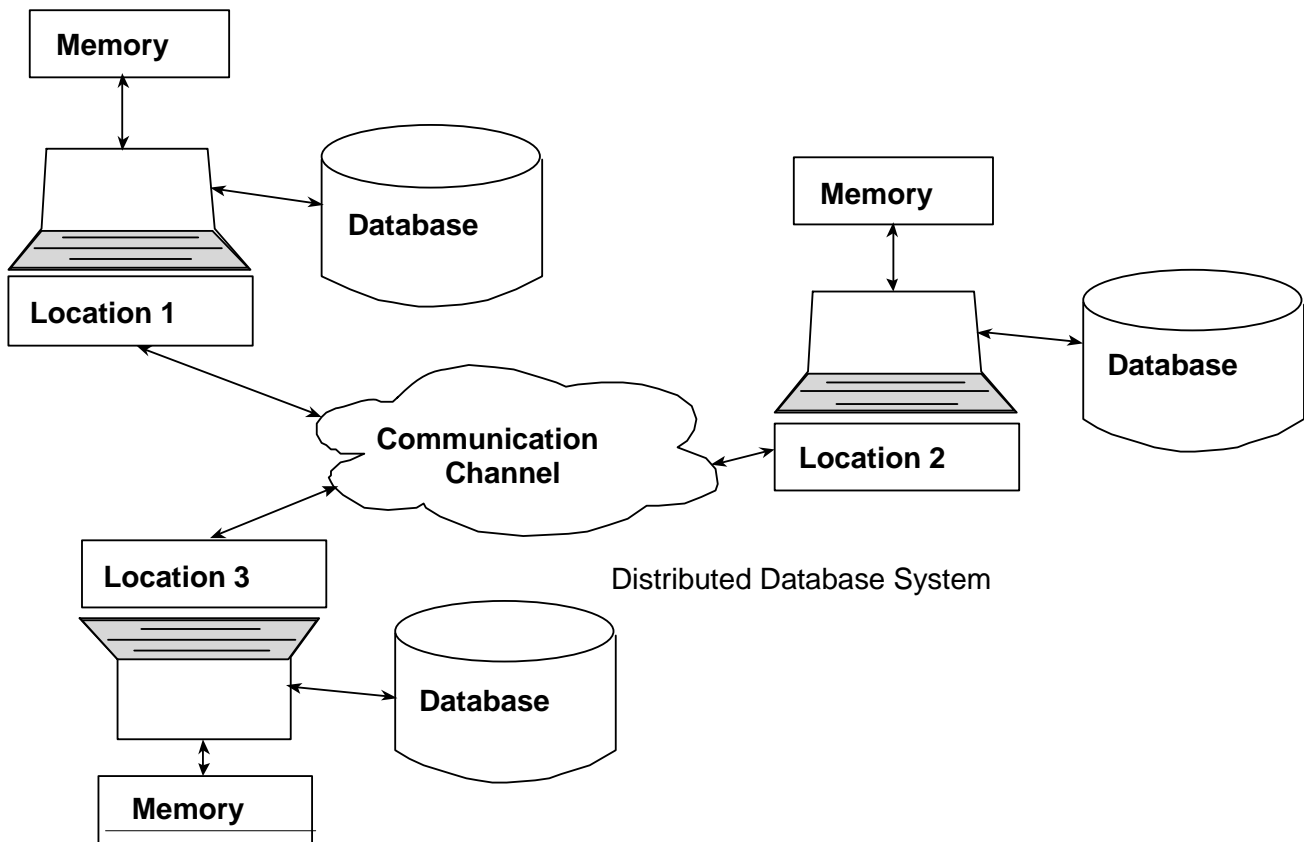 Memory
Database
Location 1
Memory
Database
Location 2
Communication
Channel
Location 3
Distributed Database System
Database
Memory